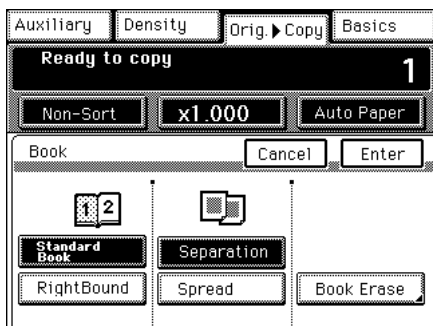 Auxiliary Density Orig.▶Copy Basics
Ready to copy 1
Non-Sort x1.000 Auto Paper
Book Cancel Enter
1 2
Standard Book Separation
RightBound Spread Book Erase